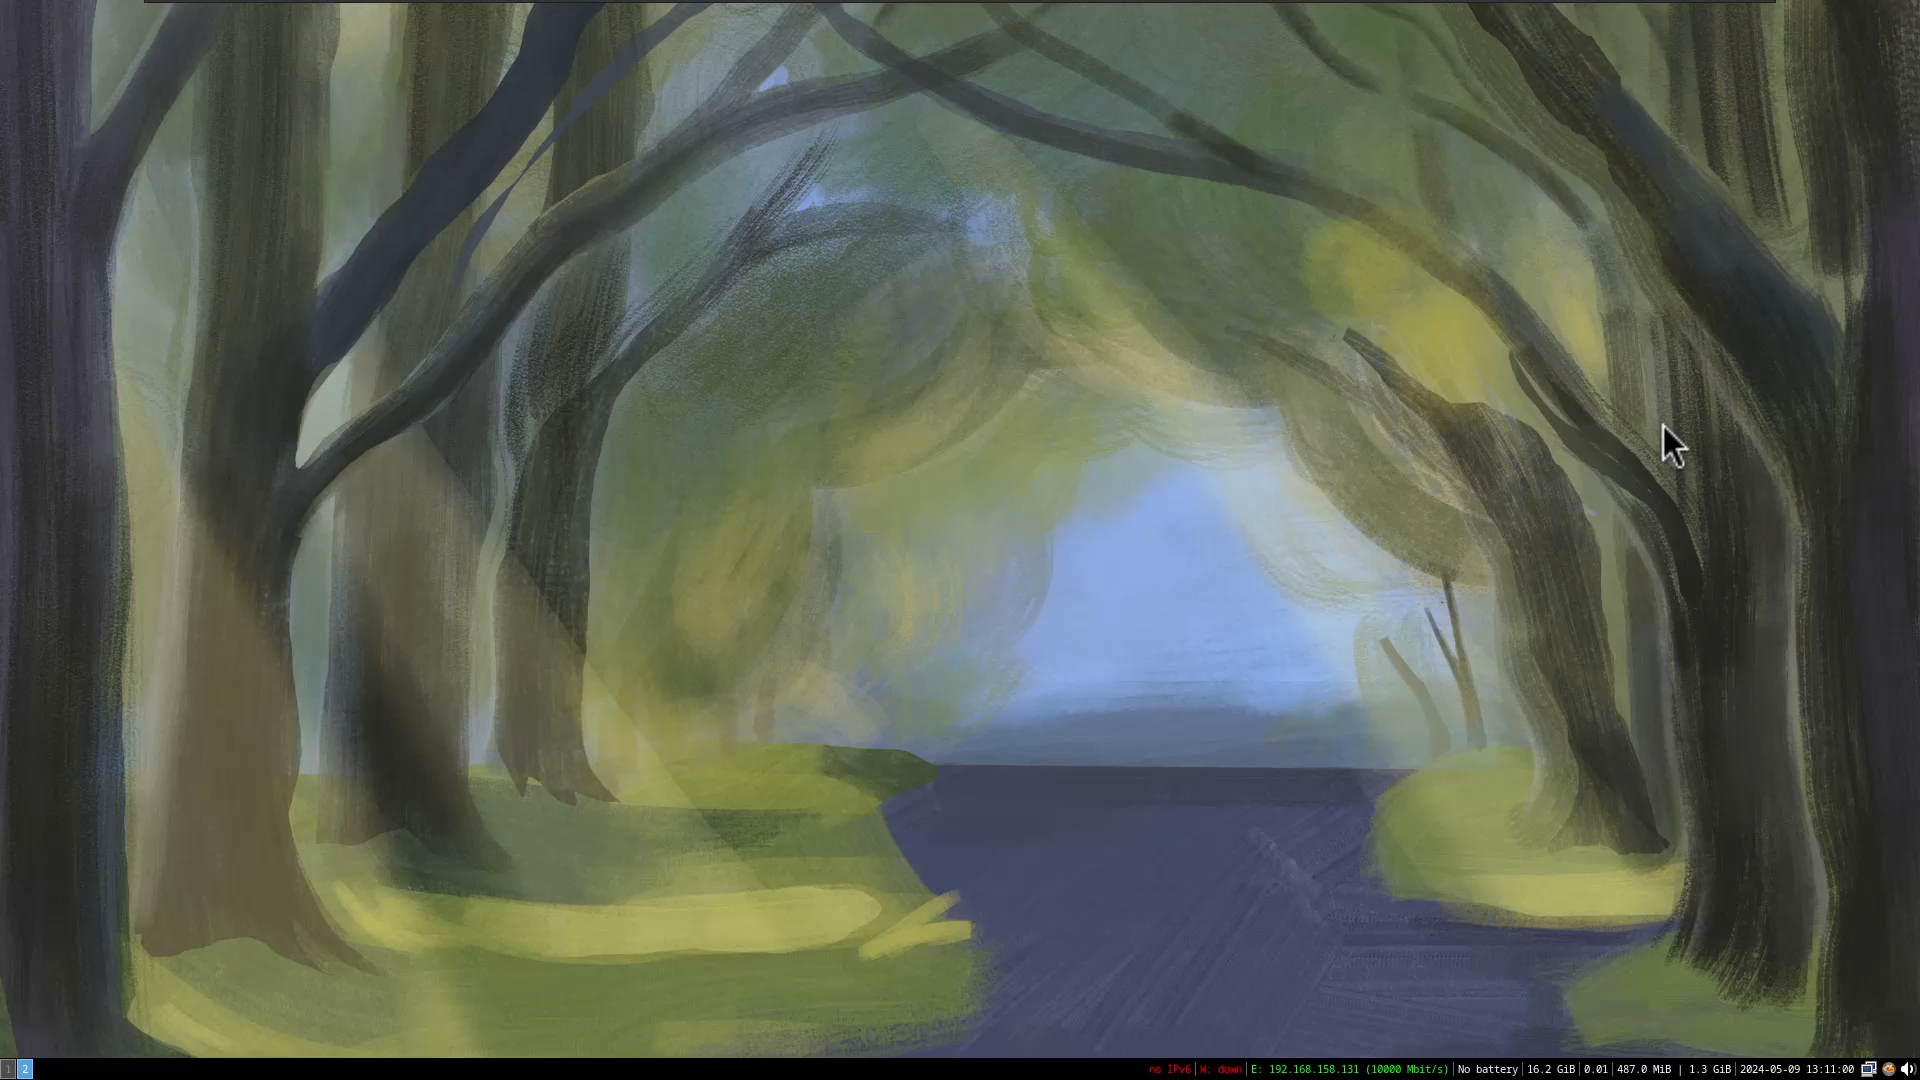 1 2 no IPv6 | W: down | E: 192.168.158.131 (10000 Mbit/s) | No battery | 16.2 GiB | 0.01 | 487.0 MiB | 1.3 GiB | 2024-05-09 13:11:00